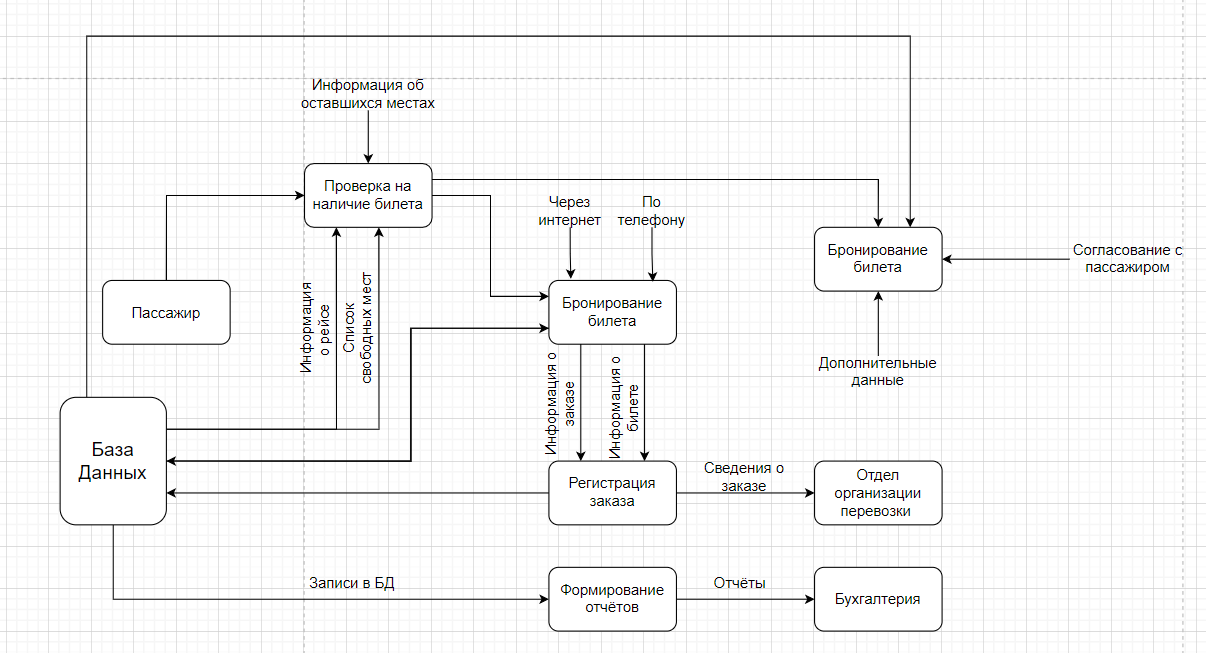 Информация об
оставшихся местах
Проверка на
наличие билета
Через
интернет
По
телефону
Бронирование
билета
Согласование с
пассажиром
Пассажир
Информация
о рейсе
Список
свободных мест
Бронирование
билета
Дополнительные
данные
Информация о
заказе
Информация о
билете
База
Данных
Регистрация
заказа
Сведения о
заказе
Отдел
организации
перевозки
Записи в БД
Формирование
отчётов
Отчёты
Бухгалтерия